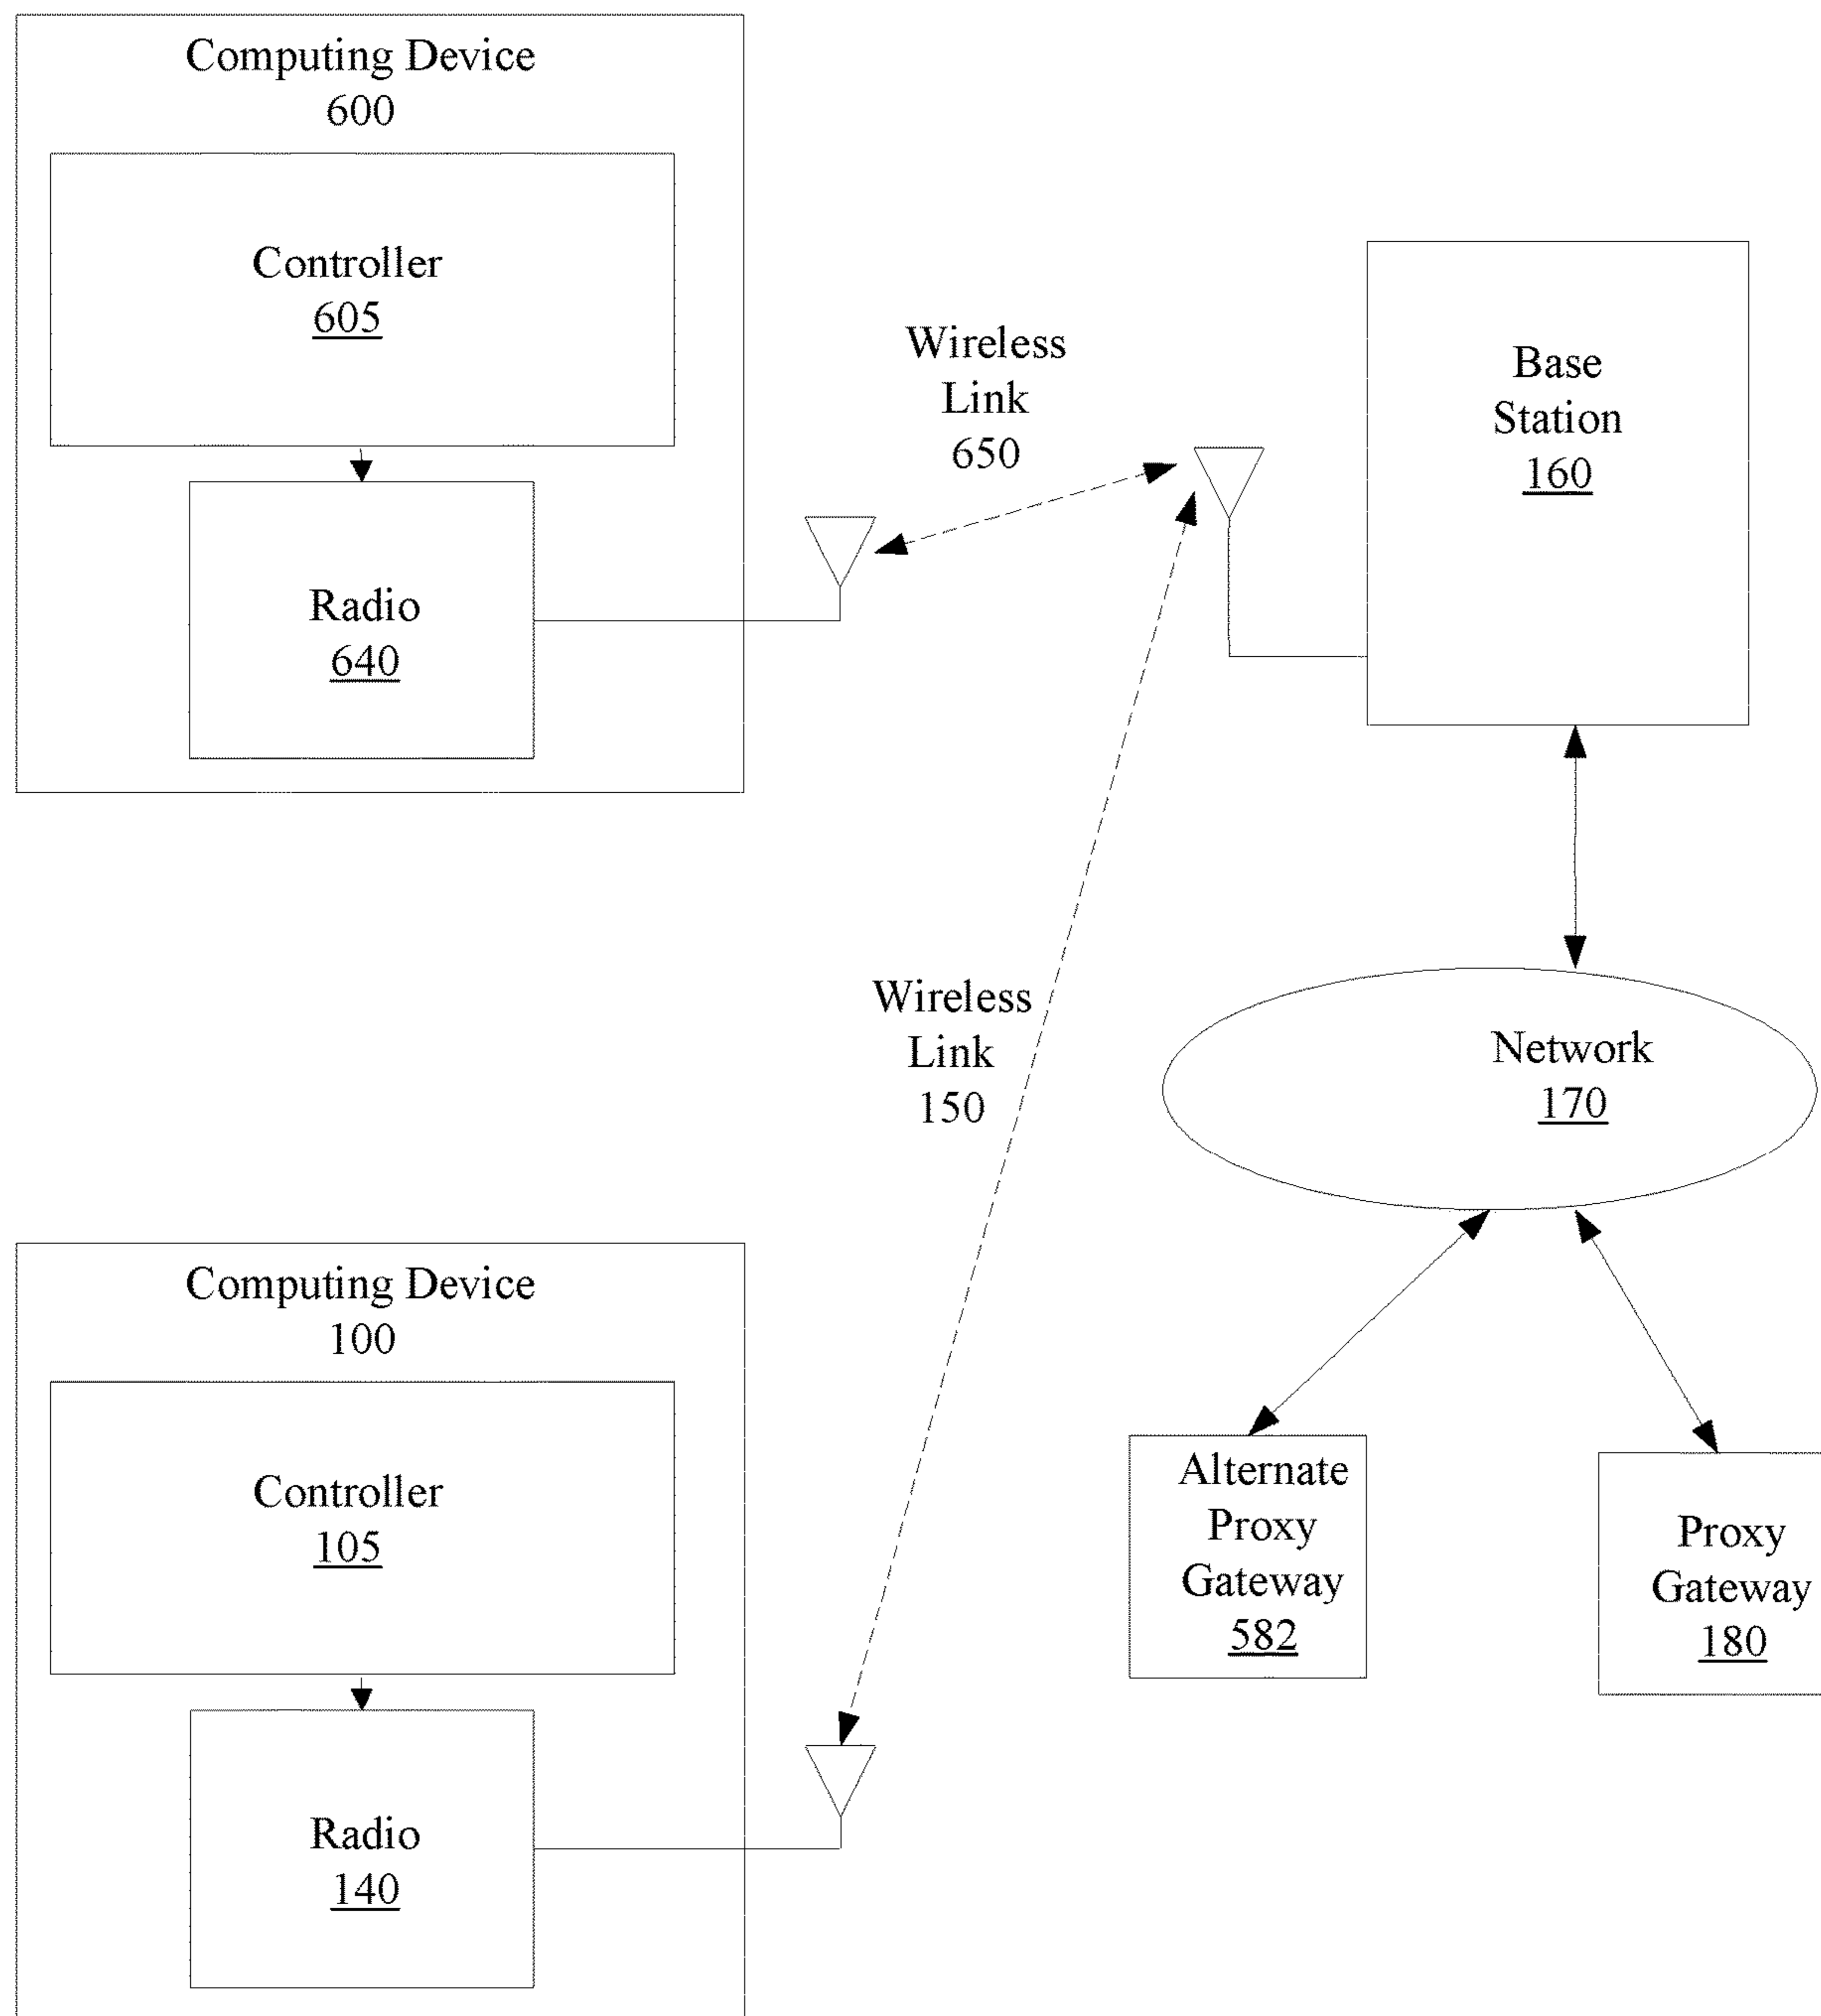 Computing Device
600
Controller
605
Radio
640
Wireless
Link
650
Base
Station
160
Wireless
Link
150
Network
170
Computing Device
100
Controller
105
Radio
140
Alternate
Proxy
Gateway
582
Proxy
Gateway
180